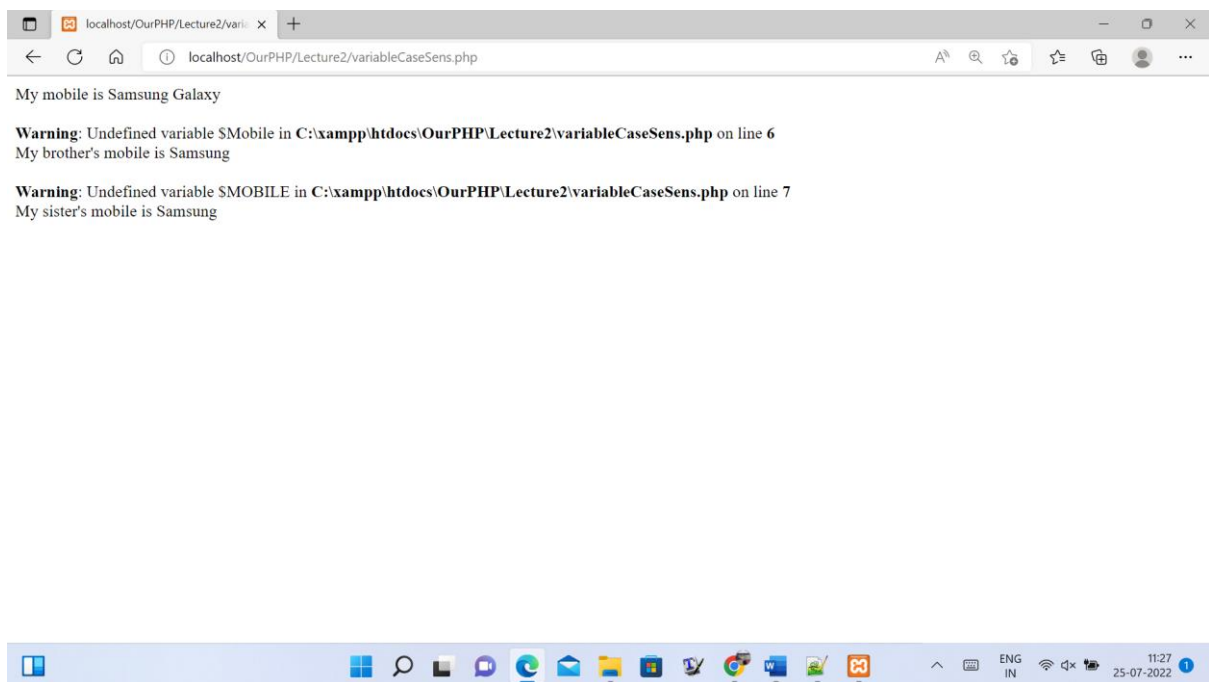 localhost/OurPHP/Lecture2/varia
localhost/OurPHP/Lecture2/variableCaseSens.php
My mobile is Samsung Galaxy
Warning: Undefined variable $Mobile in C:\xampp\htdocs\OurPHP\Lecture2\variableCaseSens.php on line 6
My brother's mobile is Samsung
Warning: Undefined variable $MOBILE in C:\xampp\htdocs\OurPHP\Lecture2\variableCaseSens.php on line 7
My sister's mobile is Samsung
ENG
IN
11:27
25-07-2022
1